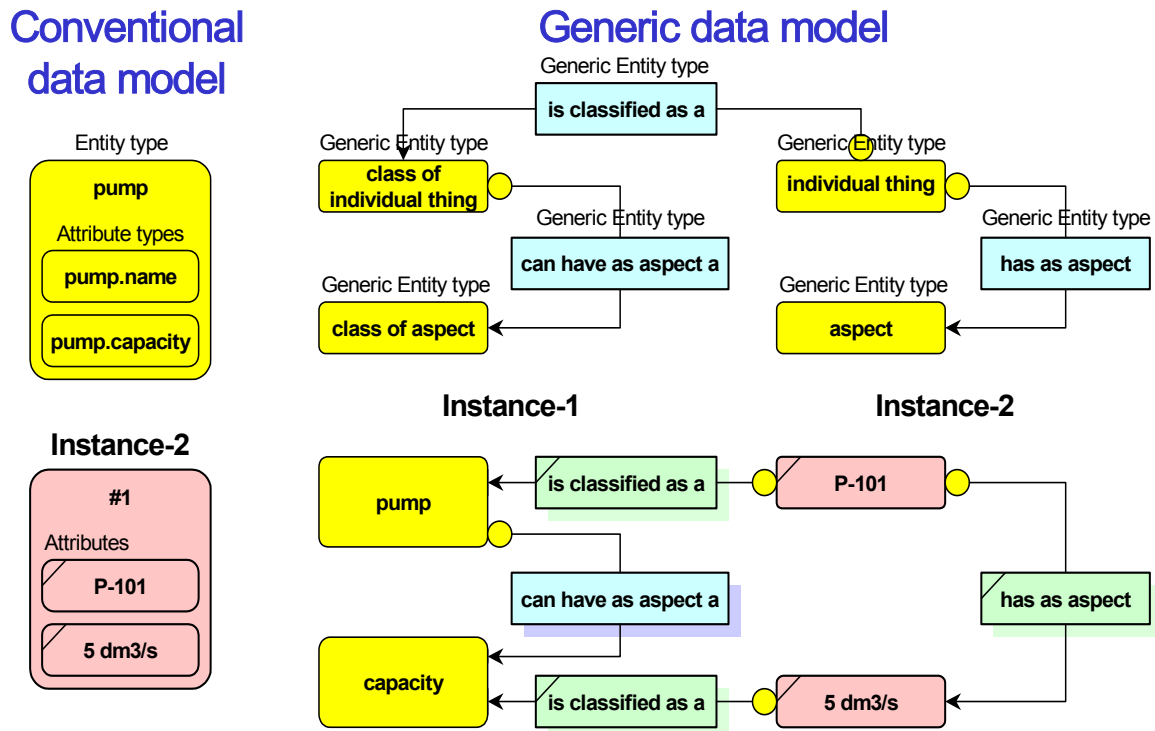 Conventional
data model
Entity type
pump
Attribute types
pump.name
pump.capacity
Instance-2
#1
Attributes
P-101
5 dm3/s
Generic data model
Generic Entity type
is classified as a
Generic Entity type
class of
individual thing
Generic Entity type
individual thing
Generic Entity type
can have as aspect a
Generic Entity type
has as aspect
Generic Entity type
class of aspect
Generic Entity type
aspect
Instance-1
Instance-2
pump
is classified as a
P-101
can have as aspect a
has as aspect
capacity
is classified as a
5 dm3/s